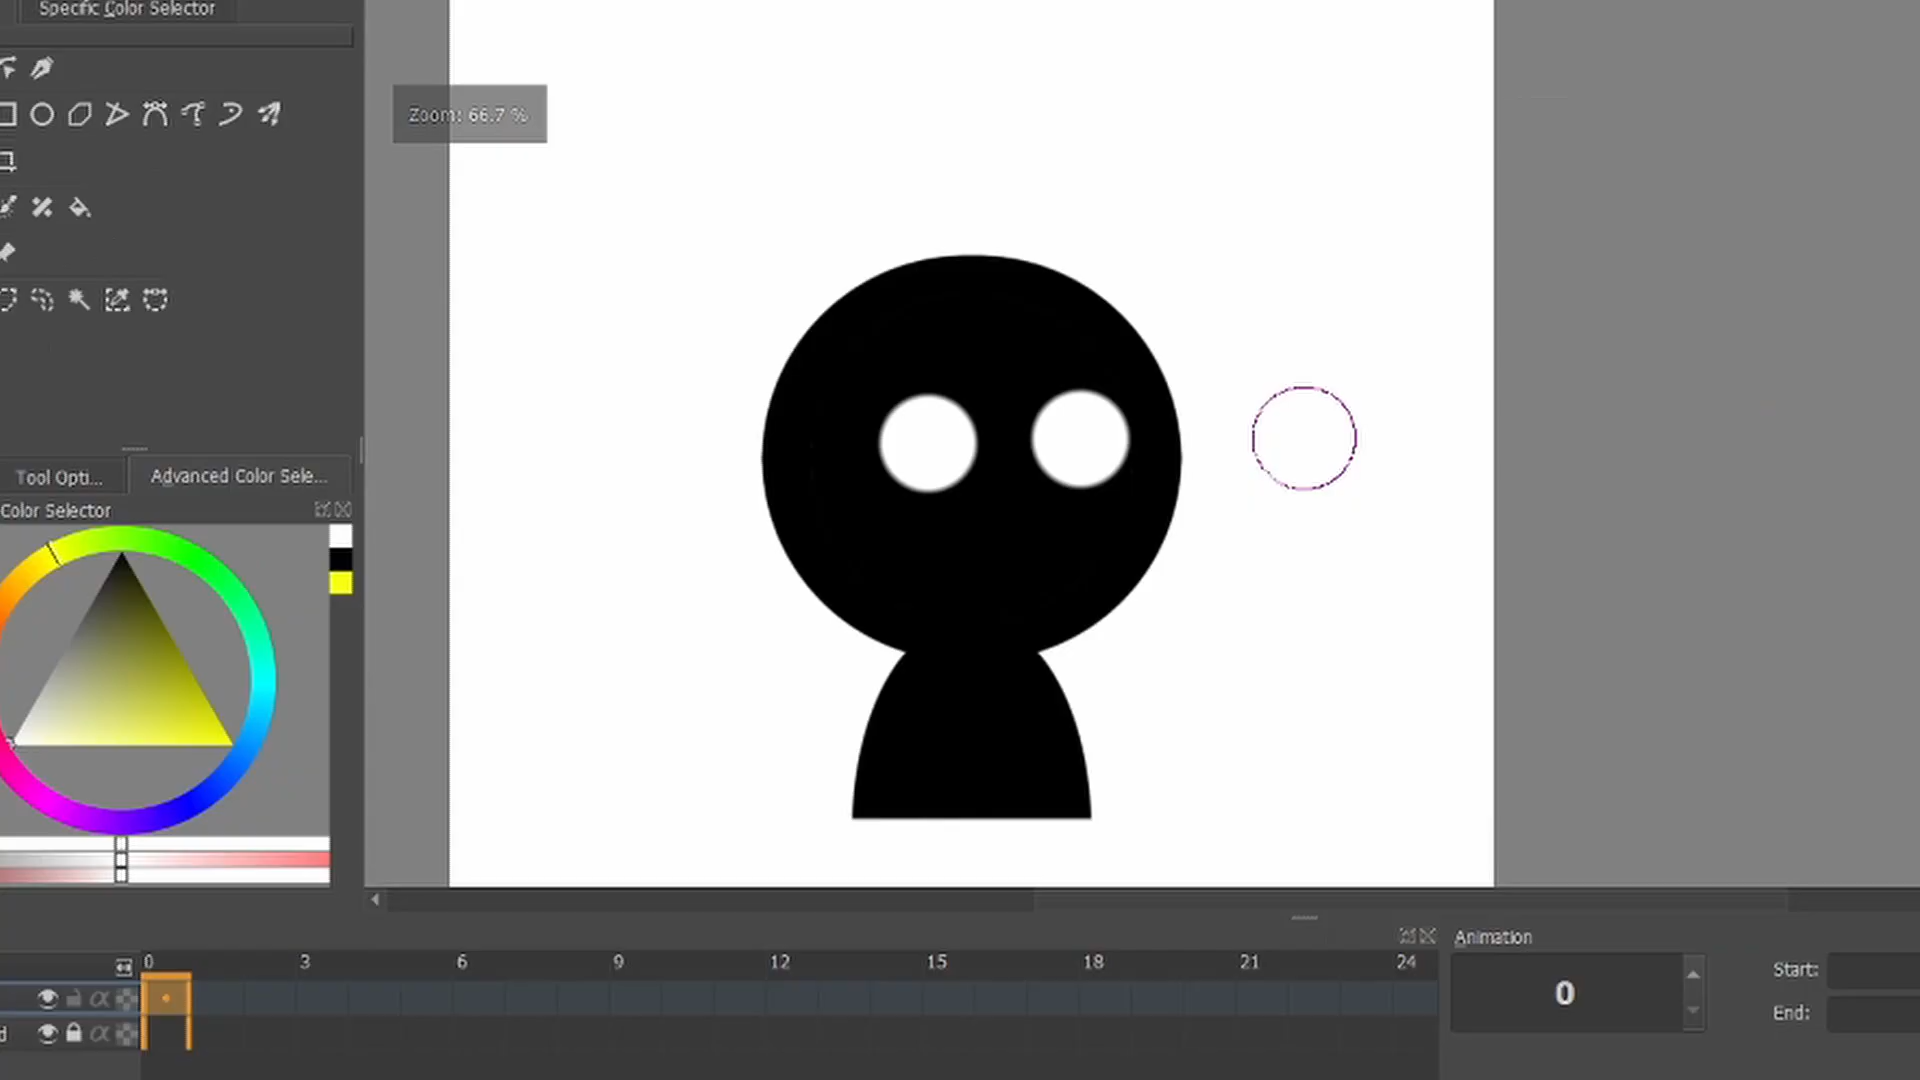 Specific Color Selector
Zoom: 66.7 %
Tool Opti...
Advanced Color Sele...
Color Selector
Animation
0 3 6 9 12 15 18 21 24
0
Start:
End:
d